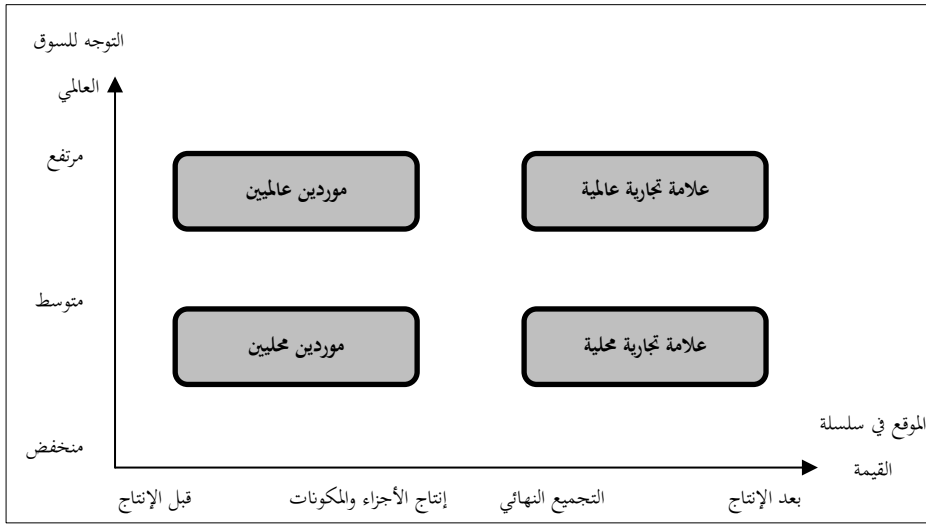 التوجه للسوق
العالمي
مرتفع
علامة تجارية عالمية
موردين عالميين
متوسط
علامة تجارية محلية
موردين محليين
الموقع في سلسلة
القيمة
منخفض
قبل الإنتاج
إنتاج الأجزاء والمكونات
التجميع النهائي
بعد الإنتاج